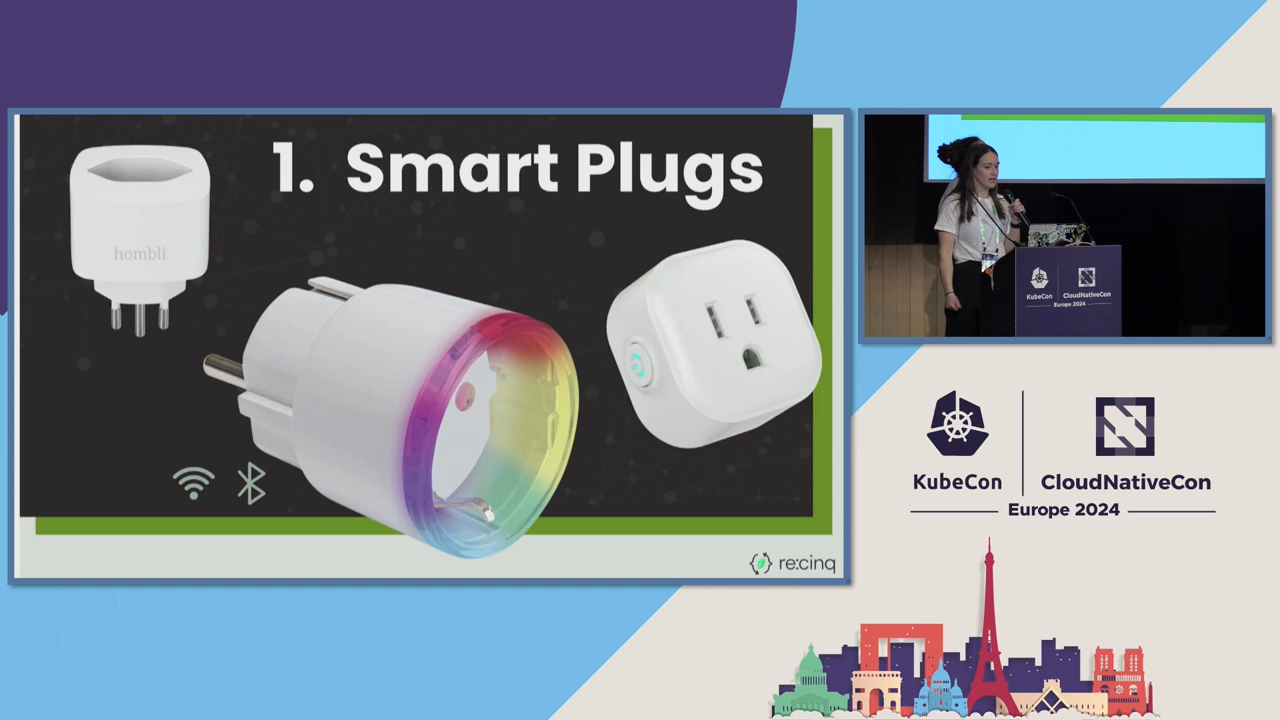 1. Smart Plugs
hombli
re:cinq
KubeCon
CloudNativeCon
Europe 2024
KubeCon
CloudNativeCon
Europe 2024